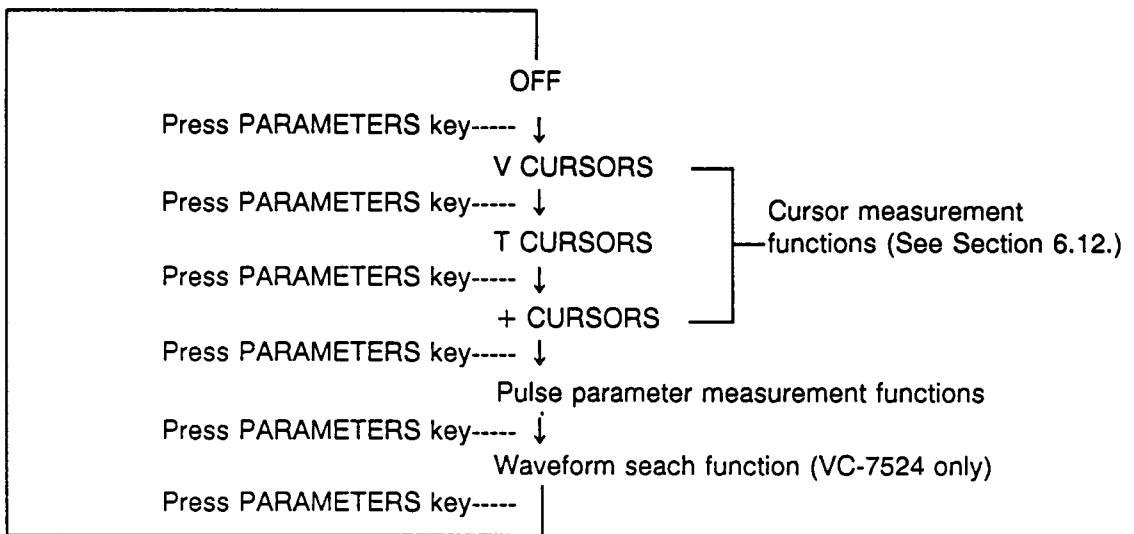 OFF
Press PARAMETERS key----- ↓
V CURSORS
Press PARAMETERS key----- ↓
Cursor measurement
T CURSORS
functions (See Section 6.12.)
Press PARAMETERS key----- ↓
+ CURSORS
Press PARAMETERS key----- ↓
Pulse parameter measurement functions
Press PARAMETERS key----- ↓
Waveform seach function (VC-7524 only)
Press PARAMETERS key-----